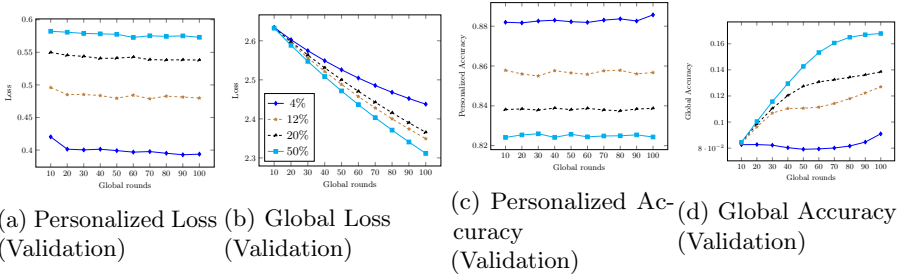 0.6
0.55
0.5
0.45
0.4
Loss
10 20 30 40 50 60 70 80 90 100
Global rounds
(a) Personalized Loss
(Validation)
2.6
2.5
2.4
2.3
Loss
4%
12%
20%
50%
10 20 30 40 50 60 70 80 90 100
Global rounds
(b) Global Loss
(Validation)
0.88
0.86
0.84
0.82
Personalized Accuracy
10 20 30 40 50 60 70 80 90 100
Global rounds
(c) Personalized Ac-
curacy
(Validation)
0.16
0.14
0.12
0.1
8 · 10⁻²
Global Accuracy
10 20 30 40 50 60 70 80 90 100
Global rounds
(d) Global Accuracy
(Validation)